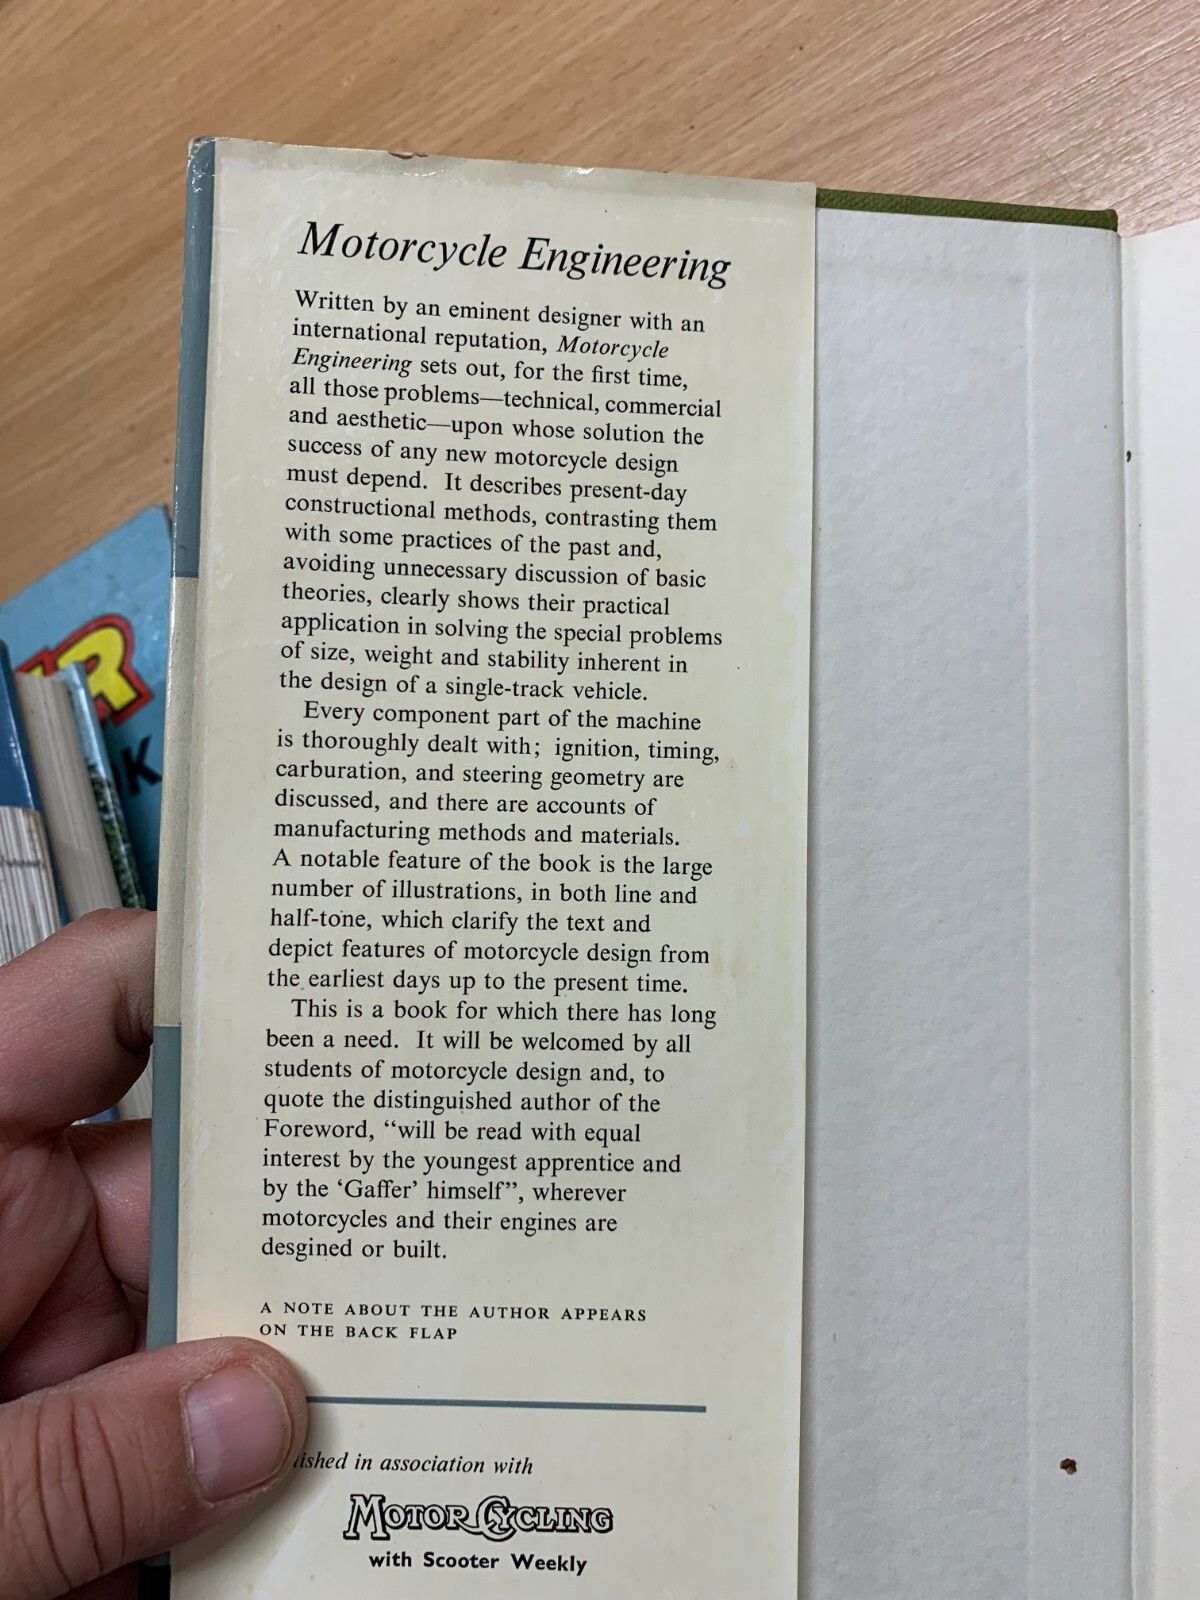 Motorcycle Engineering
Written by an eminent designer with an
international reputation, Motorcycle
Engineering sets out, for the first time,
all those problems—technical, commercial
and aesthetic—upon whose solution the
success of any new motorcycle design
must depend. It describes present-day
constructional methods, contrasting them
with some practices of the past and,
avoiding unnecessary discussion of basic
theories, clearly shows their practical
application in solving the special problems
of size, weight and stability inherent in
the design of a single-track vehicle.
Every component part of the machine
is thoroughly dealt with; ignition, timing,
carburation, and steering geometry are
discussed, and there are accounts of
manufacturing methods and materials.
A notable feature of the book is the large
number of illustrations, in both line and
half-tone, which clarify the text and
depict features of motorcycle design from
the earliest days up to the present time.
This is a book for which there has long
been a need. It will be welcomed by all
students of motorcycle design and, to
quote the distinguished author of the
Foreword, “will be read with equal
interest by the youngest apprentice and
by the ‘Gaffer’ himself”, wherever
motorcycles and their engines are
desgined or built.
A NOTE ABOUT THE AUTHOR APPEARS
ON THE BACK FLAP
in association with
MOTOR CYCLING
with Scooter Weekly